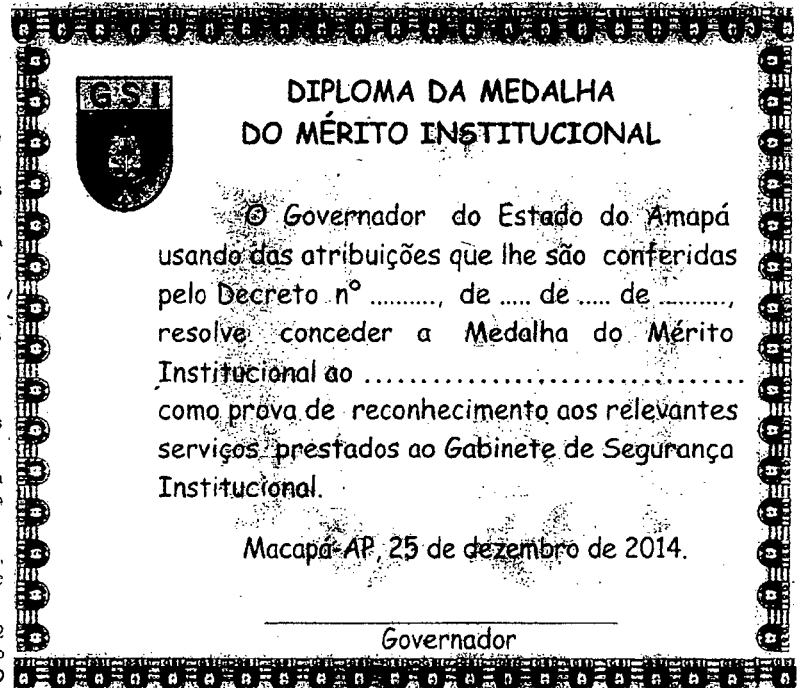 GSI
DIPLOMA DA MEDALHA
DO MÉRITO INSTITUCIONAL
O Governador do Estado do Amapá
usando das atribuições que lhe são conferidas
pelo Decreto nº .........., de ..... de ..... de ..........,
resolve conceder a Medalha do Mérito
Institucional ao ...................................
como prova de reconhecimento aos relevantes
serviços prestados ao Gabinete de Segurança
Institucional.
Macapá-AP, 25 de dezembro de 2014.
Governador